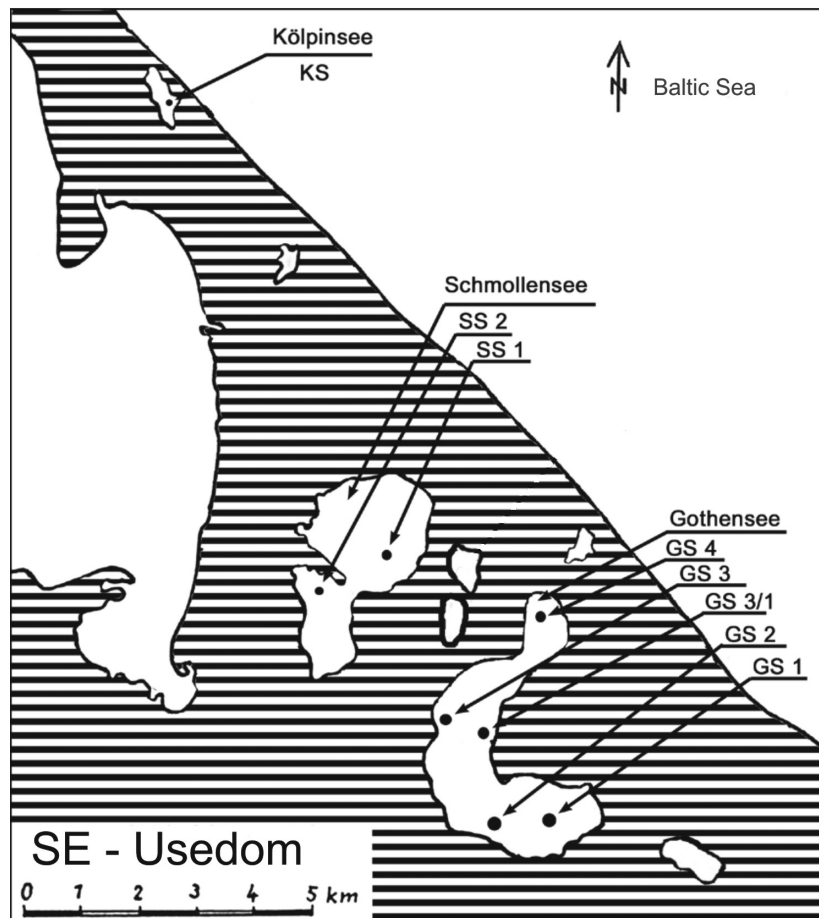 Kölpinsee
KS
N
Baltic Sea
Schmollensee
SS 2
SS 1
Gothensee
GS 4
GS 3
GS 3/1
GS 2
GS 1
SE - Usedom
0 1 2 3 4 5 km